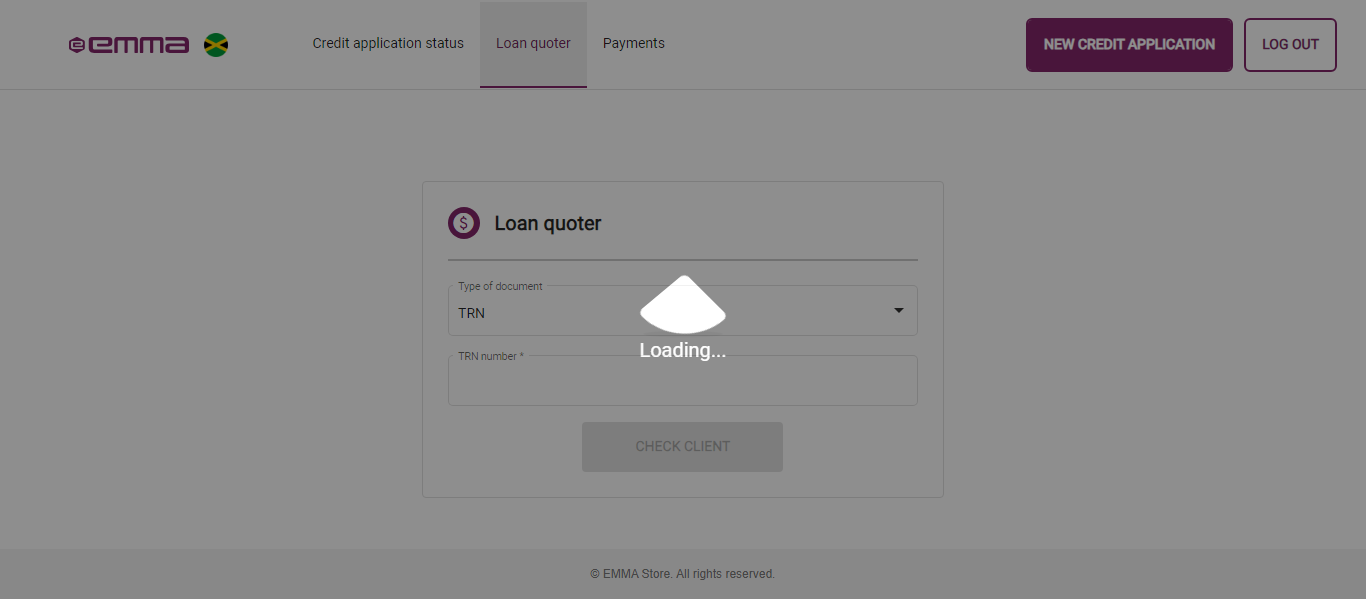 emma
Credit application status
Loan quoter
Payments
NEW CREDIT APPLICATION
LOG OUT
$ Loan quoter
Type of document
TRN
Loading...
TRN number *
CHECK CLIENT
© EMMA Store. All rights reserved.